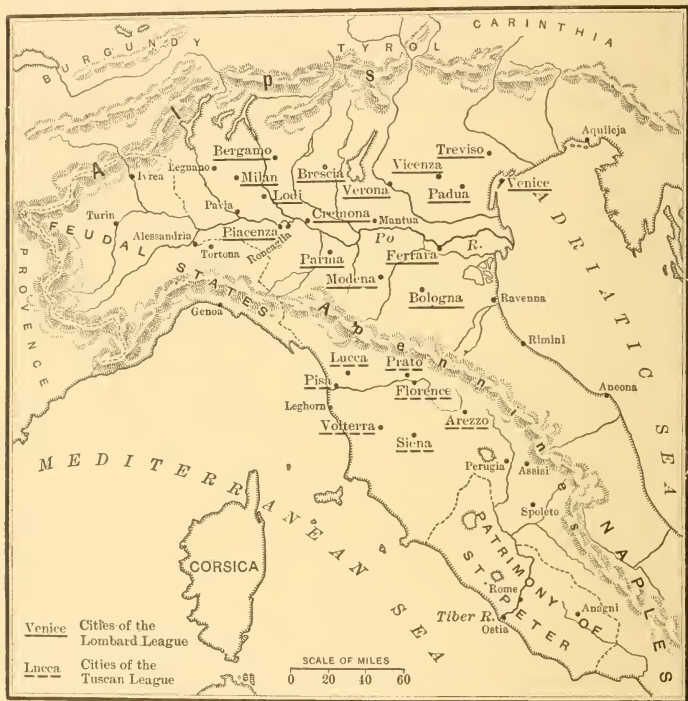 BURGUNDY
TYROL
CARINTHIA
Alps
Aquileja
Bergamo
Treviso
Legnano
Brescia
Vicenza
Ivrea
Milan
Verona
Padua
Venice
Lodi
Pavia
Cremona
Mantua
Turin
Piacenza
Po R.
FEUDAL STATES
Alessandria
Roncaglia
Tortona
Parma
Ferrara
Modena
PROVENCE
Bologna
Ravenna
Genoa
Apennines
ADRIATIC SEA
Rimini
Lucca
Prato
Pisa
Florence
Ancona
Leghorn
Arezzo
Volterra
Siena
MEDITERRANEAN SEA
Perugia
Assisi
Spoleto
NAPLES
PATRIMONY OF
ST. PETER
CORSICA
Rome
Anagni
Tiber R.
Ostia
Venice Cities of the
Lombard League
Lucca Cities of the
Tuscan League
SCALE OF MILES
0 20 40 60